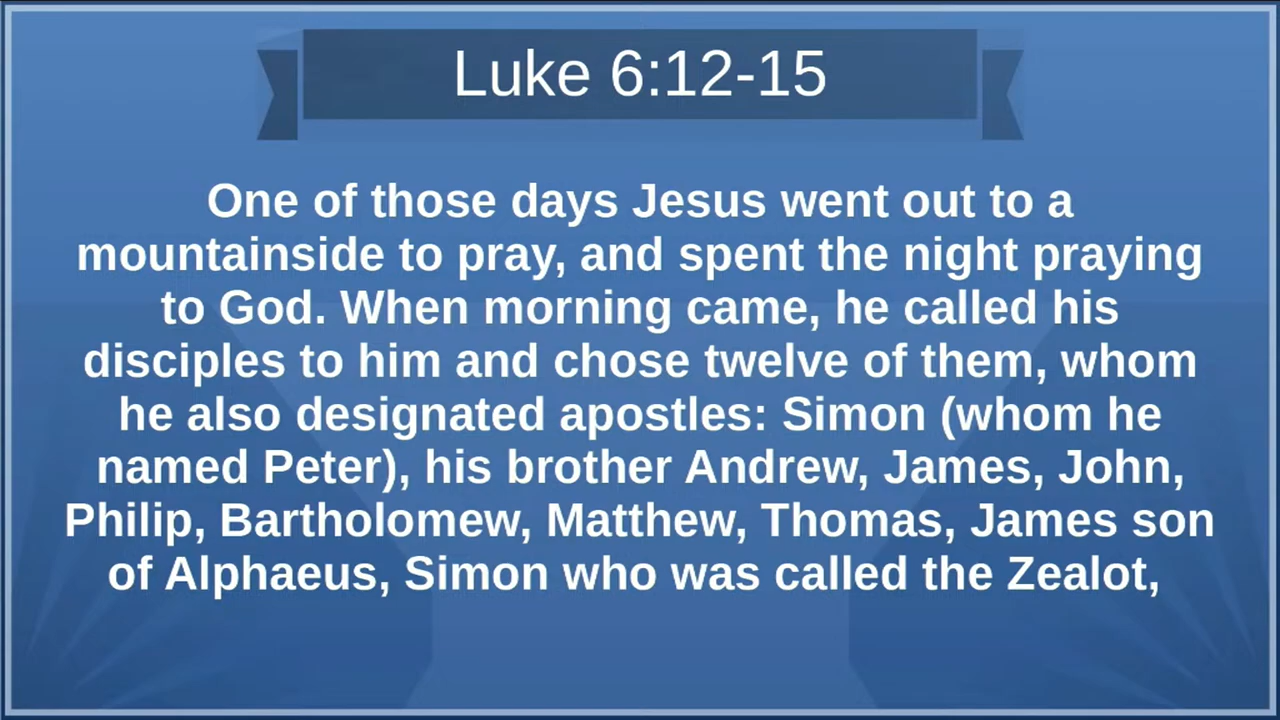 Luke 6:12-15
One of those days Jesus went out to a
mountainside to pray, and spent the night praying
to God. When morning came, he called his
disciples to him and chose twelve of them, whom
he also designated apostles: Simon (whom he
named Peter), his brother Andrew, James, John,
Philip, Bartholomew, Matthew, Thomas, James son
of Alphaeus, Simon who was called the Zealot,